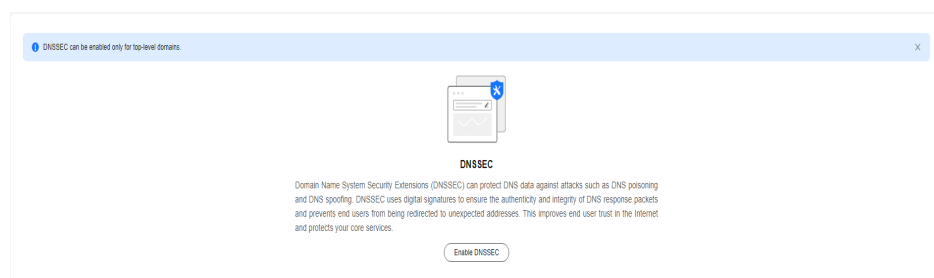 DNSSEC can be enabled only for top-level domains.
DNSSEC
Domain Name System Security Extensions (DNSSEC) can protect DNS data against attacks such as DNS poisoning
and DNS spoofing. DNSSEC uses digital signatures to ensure the authenticity and integrity of DNS response packets
and prevents end users from being redirected to unexpected addresses. This improves end user trust in the Internet
and protects your core services.
Enable DNSSEC